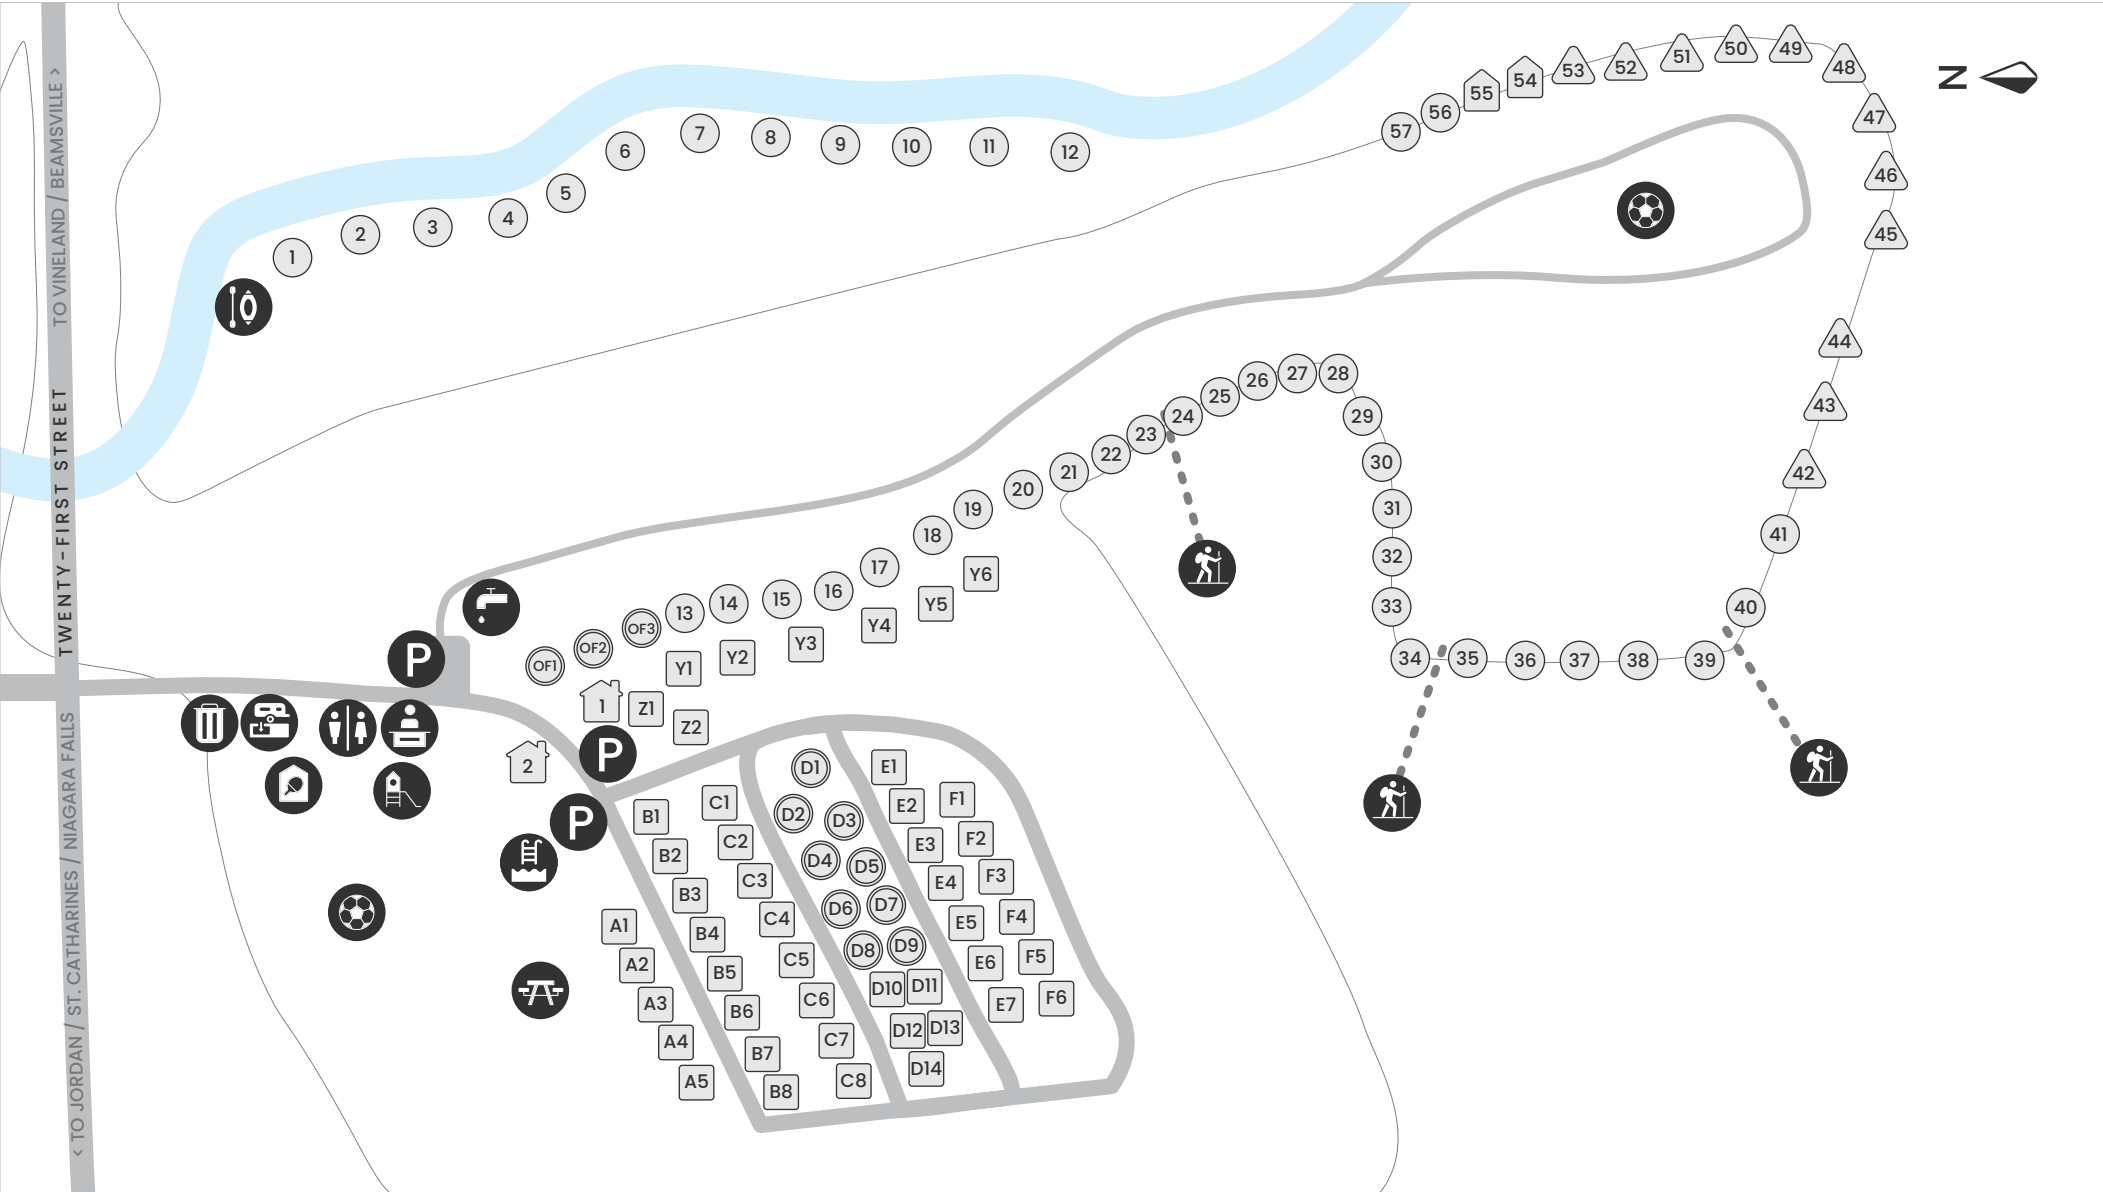 TO VINELAND / BEAMSVILLE >
TWENTY-FIRST STREET
< TO JORDAN / ST. CATHARINES / NIAGARA FALLS
N
1
2
3
4
5
6
7
8
9
10
11
12
57
56
55
54
53
52
51
50
49
48
47
46
45
44
43
42
41
40
39
38
37
36
35
34
33
32
31
30
29
28
27
26
25
24
23
22
21
20
19
18
17
16
15
14
13
OF3
OF2
OF1
Y1
Y2
Y3
Y4
Y5
Y6
P
1
Z1
Z2
2
P
P
A1
A2
A3
A4
A5
B1
B2
B3
B4
B5
B6
B7
B8
C1
C2
C3
C4
C5
C6
C7
C8
D1
D2
D3
D4
D5
D6
D7
D8
D9
D10
D11
D12
D13
D14
E1
E2
E3
E4
E5
E6
E7
F1
F2
F3
F4
F5
F6